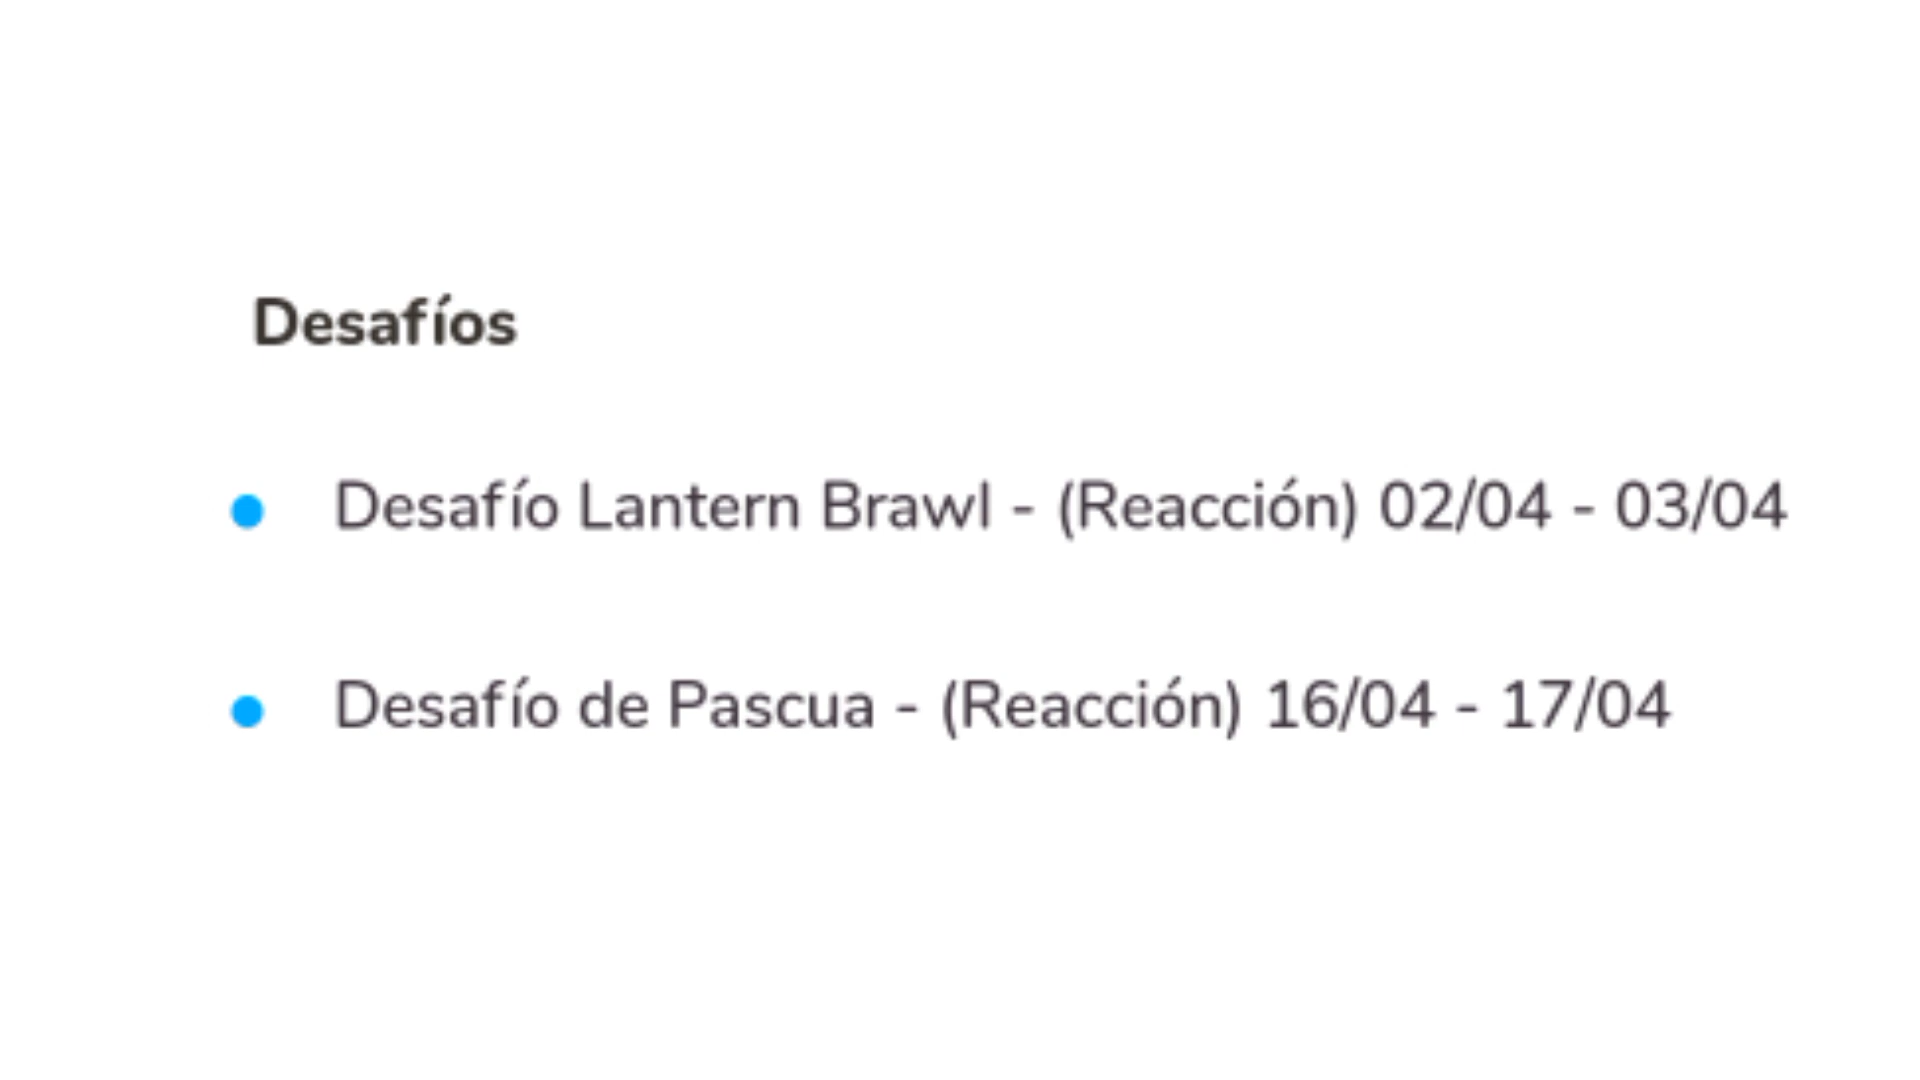 Desafíos
Desafío Lantern Brawl - (Reacción) 02/04 - 03/04
Desafío de Pascua - (Reacción) 16/04 - 17/04